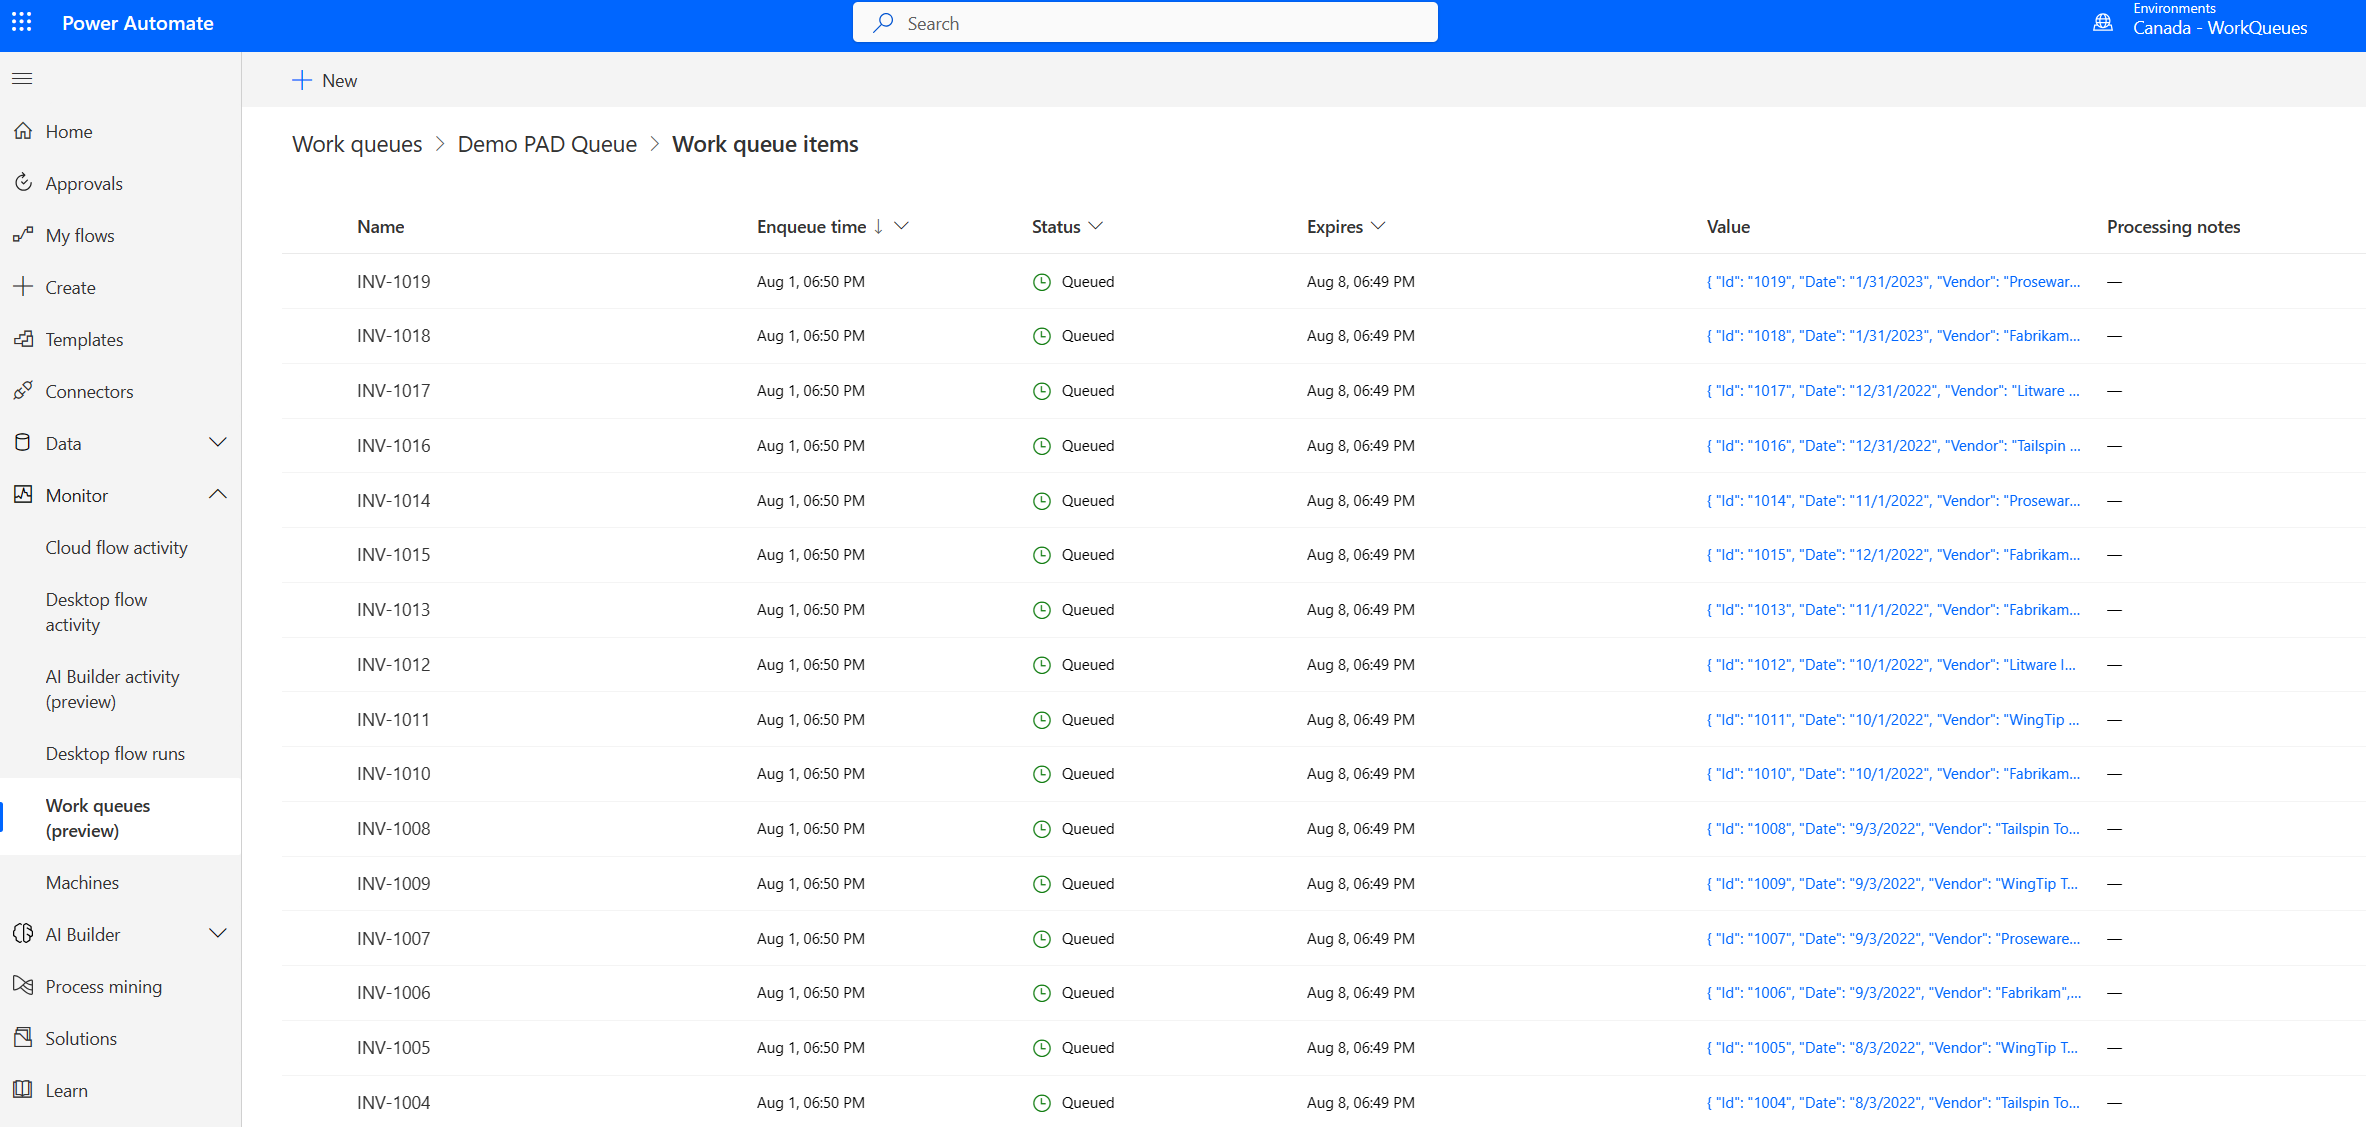 Power Automate
Search
Environments
Canada - WorkQueues
New
Home
Approvals
My flows
Create
Templates
Connectors
Data
Monitor
Cloud flow activity
Desktop flow
activity
AI Builder activity
(preview)
Desktop flow runs
Work queues
(preview)
Machines
AI Builder
Process mining
Solutions
Learn
Work queues > Demo PAD Queue > Work queue items
Name Enqueue time ↓ Status Expires Value Processing notes
INV-1019 Aug 1, 06:50 PM Queued Aug 8, 06:49 PM { "Id": "1019", "Date": "1/31/2023", "Vendor": "Prosewar... —
INV-1018 Aug 1, 06:50 PM Queued Aug 8, 06:49 PM { "Id": "1018", "Date": "1/31/2023", "Vendor": "Fabrikam... —
INV-1017 Aug 1, 06:50 PM Queued Aug 8, 06:49 PM { "Id": "1017", "Date": "12/31/2022", "Vendor": "Litware ... —
INV-1016 Aug 1, 06:50 PM Queued Aug 8, 06:49 PM { "Id": "1016", "Date": "12/31/2022", "Vendor": "Tailspin ... —
INV-1014 Aug 1, 06:50 PM Queued Aug 8, 06:49 PM { "Id": "1014", "Date": "11/1/2022", "Vendor": "Prosewar... —
INV-1015 Aug 1, 06:50 PM Queued Aug 8, 06:49 PM { "Id": "1015", "Date": "12/1/2022", "Vendor": "Fabrikam... —
INV-1013 Aug 1, 06:50 PM Queued Aug 8, 06:49 PM { "Id": "1013", "Date": "11/1/2022", "Vendor": "Fabrikam... —
INV-1012 Aug 1, 06:50 PM Queued Aug 8, 06:49 PM { "Id": "1012", "Date": "10/1/2022", "Vendor": "Litware I... —
INV-1011 Aug 1, 06:50 PM Queued Aug 8, 06:49 PM { "Id": "1011", "Date": "10/1/2022", "Vendor": "WingTip ... —
INV-1010 Aug 1, 06:50 PM Queued Aug 8, 06:49 PM { "Id": "1010", "Date": "10/1/2022", "Vendor": "Fabrikam... —
INV-1008 Aug 1, 06:50 PM Queued Aug 8, 06:49 PM { "Id": "1008", "Date": "9/3/2022", "Vendor": "Tailspin To... —
INV-1009 Aug 1, 06:50 PM Queued Aug 8, 06:49 PM { "Id": "1009", "Date": "9/3/2022", "Vendor": "WingTip T... —
INV-1007 Aug 1, 06:50 PM Queued Aug 8, 06:49 PM { "Id": "1007", "Date": "9/3/2022", "Vendor": "Proseware... —
INV-1006 Aug 1, 06:50 PM Queued Aug 8, 06:49 PM { "Id": "1006", "Date": "9/3/2022", "Vendor": "Fabrikam",... —
INV-1005 Aug 1, 06:50 PM Queued Aug 8, 06:49 PM { "Id": "1005", "Date": "8/3/2022", "Vendor": "WingTip T... —
INV-1004 Aug 1, 06:50 PM Queued Aug 8, 06:49 PM { "Id": "1004", "Date": "8/3/2022", "Vendor": "Tailspin To... —